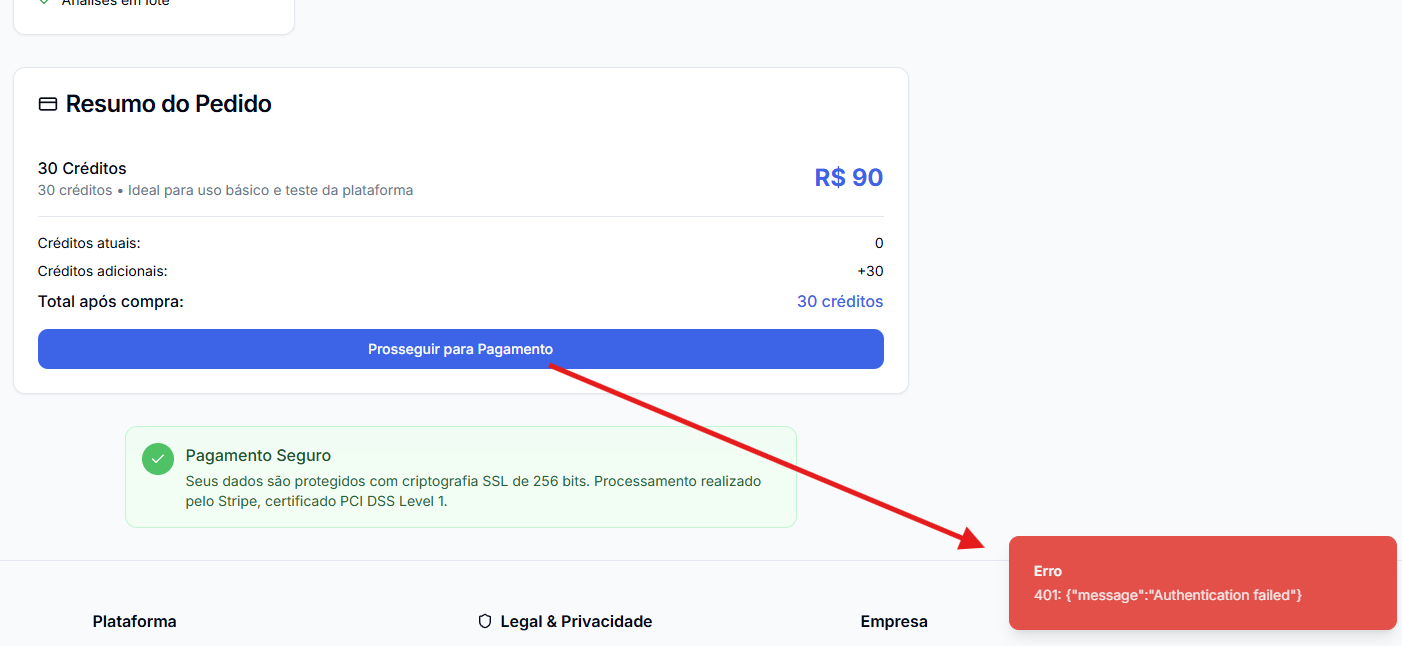 Análises em lote
Resumo do Pedido
30 Créditos
30 créditos • Ideal para uso básico e teste da plataforma
R$ 90
Créditos atuais:
0
Créditos adicionais:
+30
Total após compra:
30 créditos
Prosseguir para Pagamento
Pagamento Seguro
Seus dados são protegidos com criptografia SSL de 256 bits. Processamento realizado
pelo Stripe, certificado PCI DSS Level 1.
Erro
401: {"message":"Authentication failed"}
Plataforma
Legal & Privacidade
Empresa